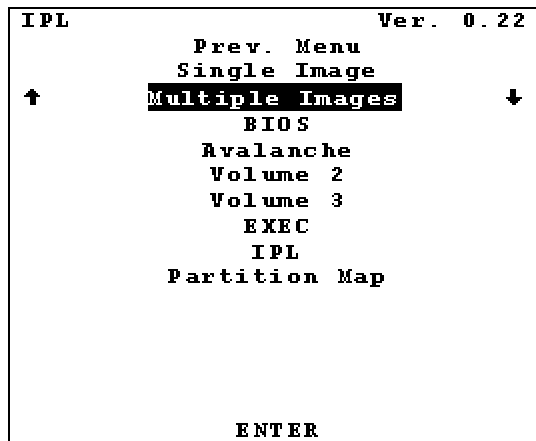 IPL Ver. 0.22
Prev. Menu
Single Image
Multiple Images
BIOS
Avalanche
Volume 2
Volume 3
EXEC
IPL
Partition Map
ENTER